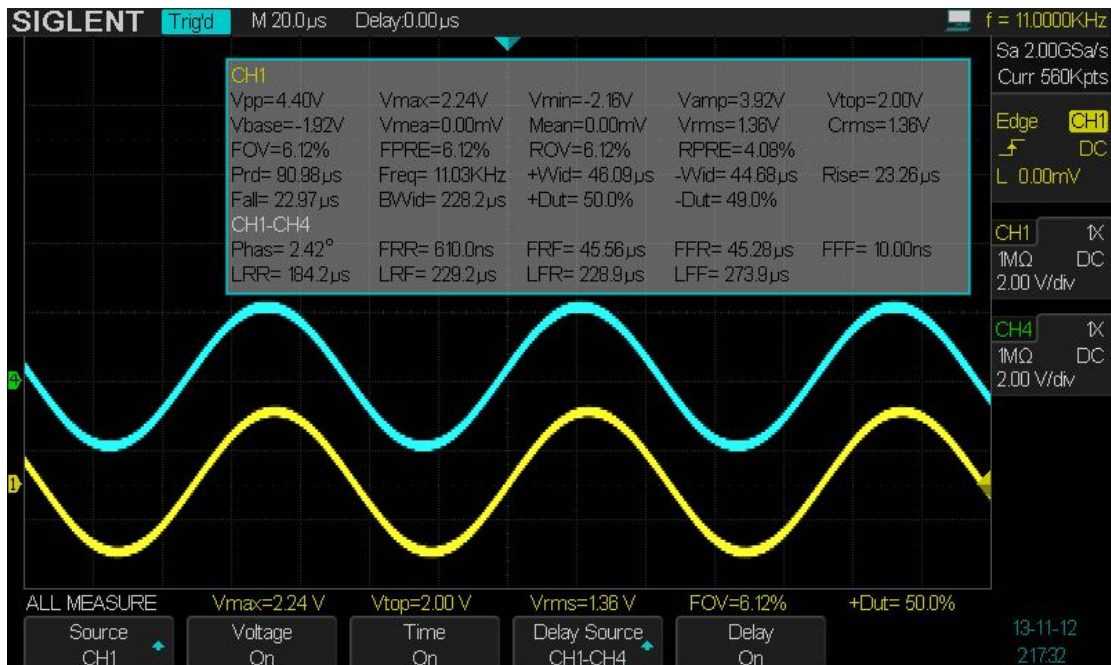 SIGLENT Trig'd M 20.0µs Delay:0.00µs f = 11.0000KHz
Sa 2.00GSa/s
Curr 560Kpts
CH1
Vpp=4.40V Vmax=2.24V Vmin=-2.16V Vamp=3.92V Vtop=2.00V
Vbase=-1.92V Vmea=0.00mV Mean=0.00mV Vrms=1.36V Crms=1.36V
FOV=6.12% FPRE=6.12% ROV=6.12% RPRE=4.08%
Prd= 90.98µs Freq= 11.03KHz +Wid= 46.09µs -Wid= 44.68µs Rise= 23.26µs
Fall= 22.97µs BWid= 228.2µs +Dut= 50.0% -Dut= 49.0%
CH1-CH4
Phas= 2.42° FRR= 610.0ns FRF= 45.56µs FFR= 45.28µs FFF= 10.00ns
LRR= 184.2µs LRF= 229.2µs LFR= 228.9µs LFF= 273.9µs
Edge CH1
DC
L 0.00mV
CH1 1X
1MΩ DC
2.00 V/div
CH4 1X
1MΩ DC
2.00 V/div
4
1
ALL MEASURE Vmax=2.24 V Vtop=2.00 V Vrms=1.36 V FOV=6.12% +Dut= 50.0%
Source Voltage Time Delay Source Delay
CH1 On On CH1-CH4 On
13-11-12
2:17:32